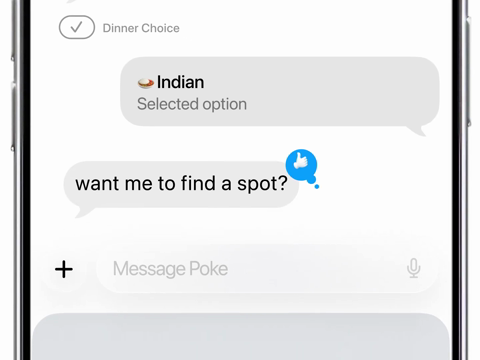 Dinner Choice
Indian
Selected option
want me to find a spot?
Message Poke